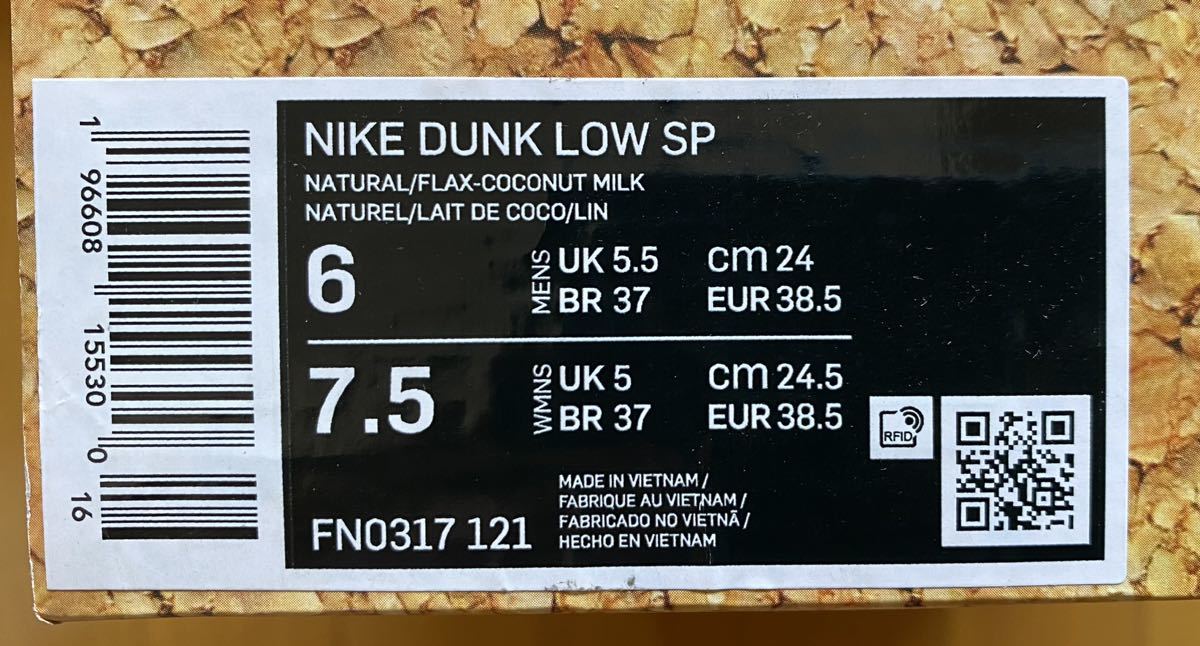 NIKE DUNK LOW SP
NATURAL/FLAX-COCONUT MILK
NATUREL/LAIT DE COCO/LIN
6
MENS
UK 5.5 cm 24
BR 37 EUR 38.5
7.5
WMNS
UK 5 cm 24.5
BR 37 EUR 38.5
RFID
FN0317 121
MADE IN VIETNAM /
FABRIQUE AU VIETNAM /
FABRICADO NO VIETNÃ /
HECHO EN VIETNAM
1 96608 15530 0 16